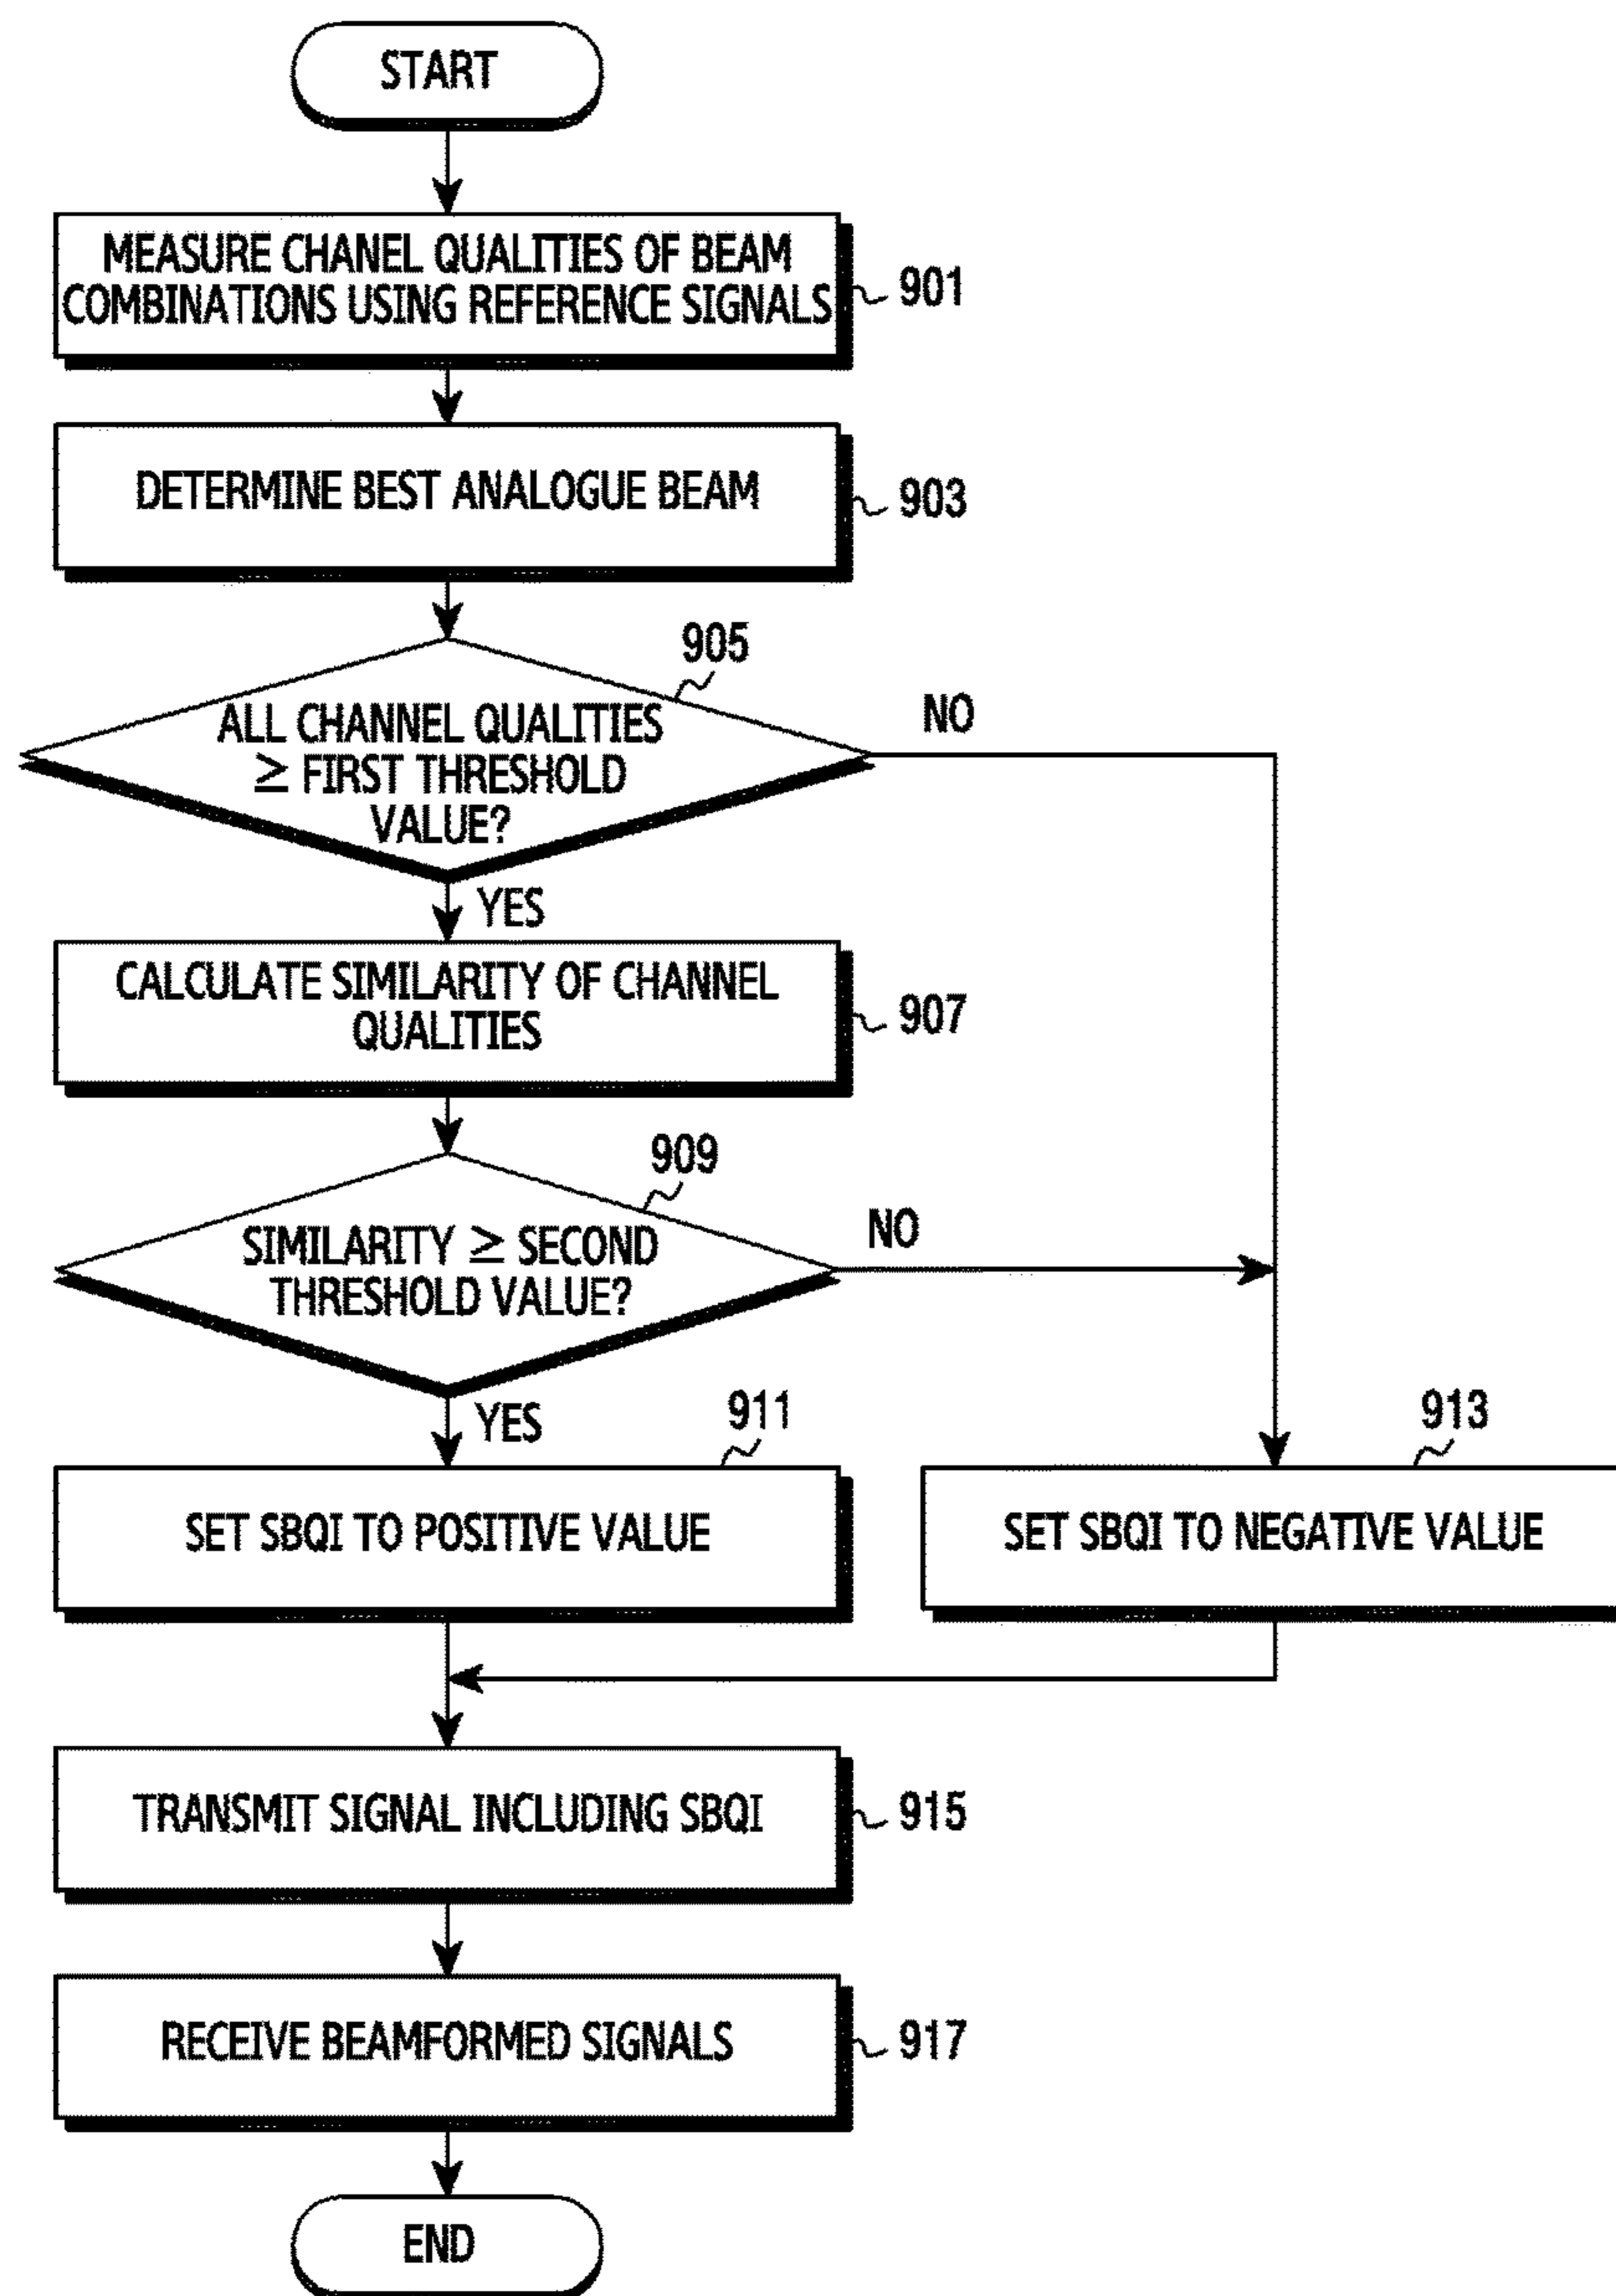 START
MEASURE CHANEL QUALITIES OF BEAM
COMBINATIONS USING REFERENCE SIGNALS
901
DETERMINE BEST ANALOGUE BEAM
903
905
ALL CHANNEL QUALITIES
≥ FIRST THRESHOLD
VALUE?
NO
YES
CALCULATE SIMILARITY OF CHANNEL
QUALITIES
907
909
SIMILARITY ≥ SECOND
THRESHOLD VALUE?
NO
YES
911
SET SBQI TO POSITIVE VALUE
913
SET SBQI TO NEGATIVE VALUE
TRANSMIT SIGNAL INCLUDING SBQI
915
RECEIVE BEAMFORMED SIGNALS
917
END